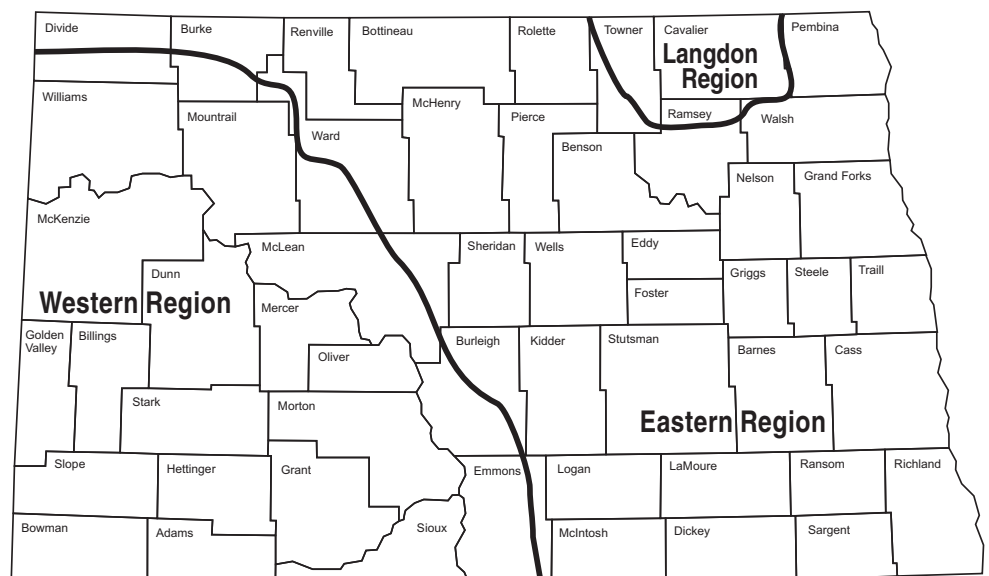 Divide
Burke
Renville
Bottineau
Rolette
Towner
Cavalier
Pembina
Langdon
Region
Williams
Mountrail
McHenry
Pierce
Ramsey
Walsh
Ward
Benson
Nelson
Grand Forks
McKenzie
McLean
Sheridan
Wells
Eddy
Dunn
Griggs
Steele
Traill
Foster
Western Region
Mercer
Golden
Valley
Billings
Oliver
Burleigh
Kidder
Stutsman
Barnes
Cass
Stark
Morton
Eastern Region
Slope
Hettinger
Grant
Emmons
Logan
LaMoure
Ransom
Richland
Bowman
Adams
Sioux
McIntosh
Dickey
Sargent